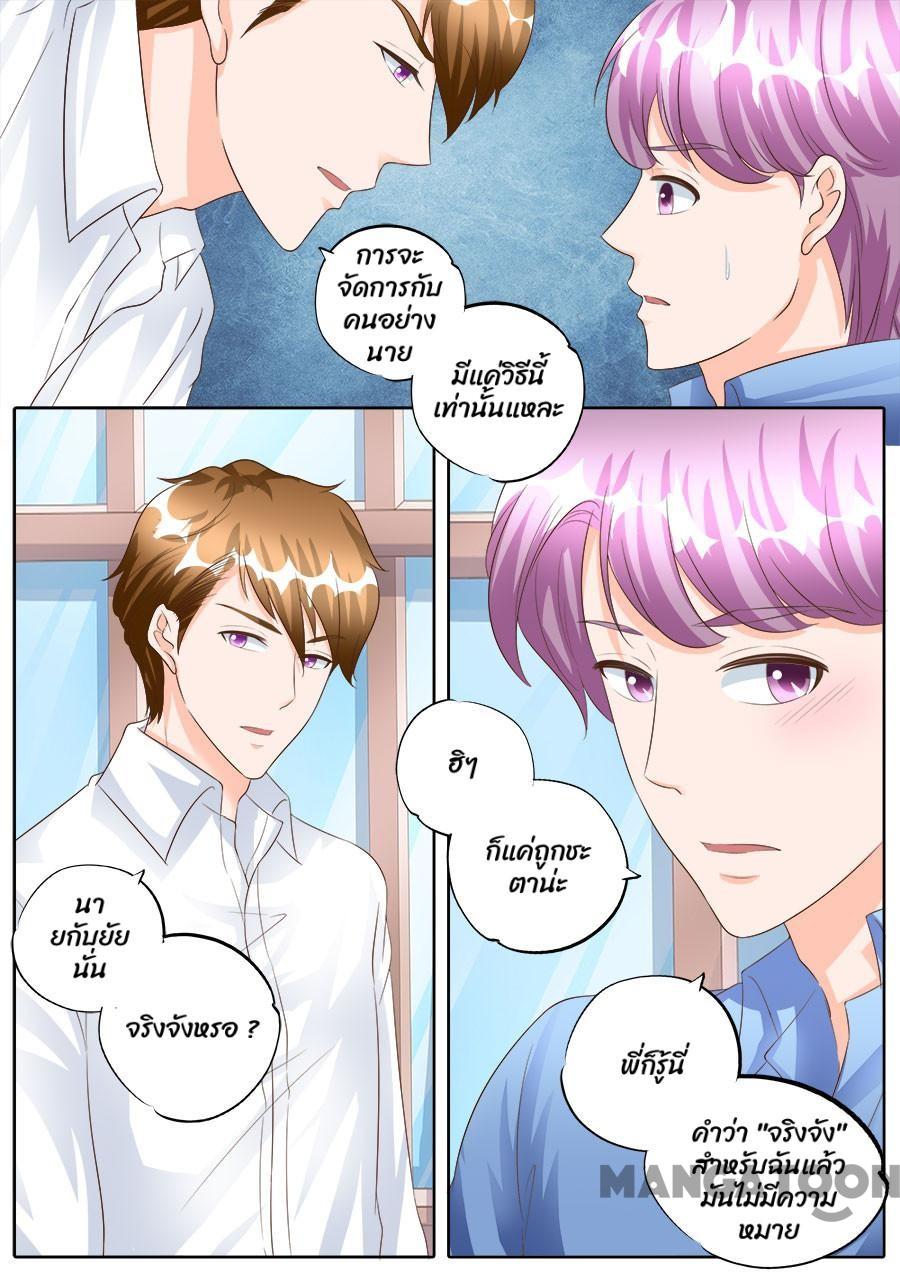 การจะ
จัดการกับ
คนอย่าง
นาย
มีแค่วิธีนี้
เท่านั้นแหละ
นา
ยกับยัย
นั่น
จริงจังหรอ ?
ฮิๆ
ก็แค่ถูกชะ
ตาน่ะ
พี่ก็รู้นี่
คำว่า "จริงจัง"
สำหรับฉันแล้ว
มันไม่มีความ
หมาย
MANGATOON